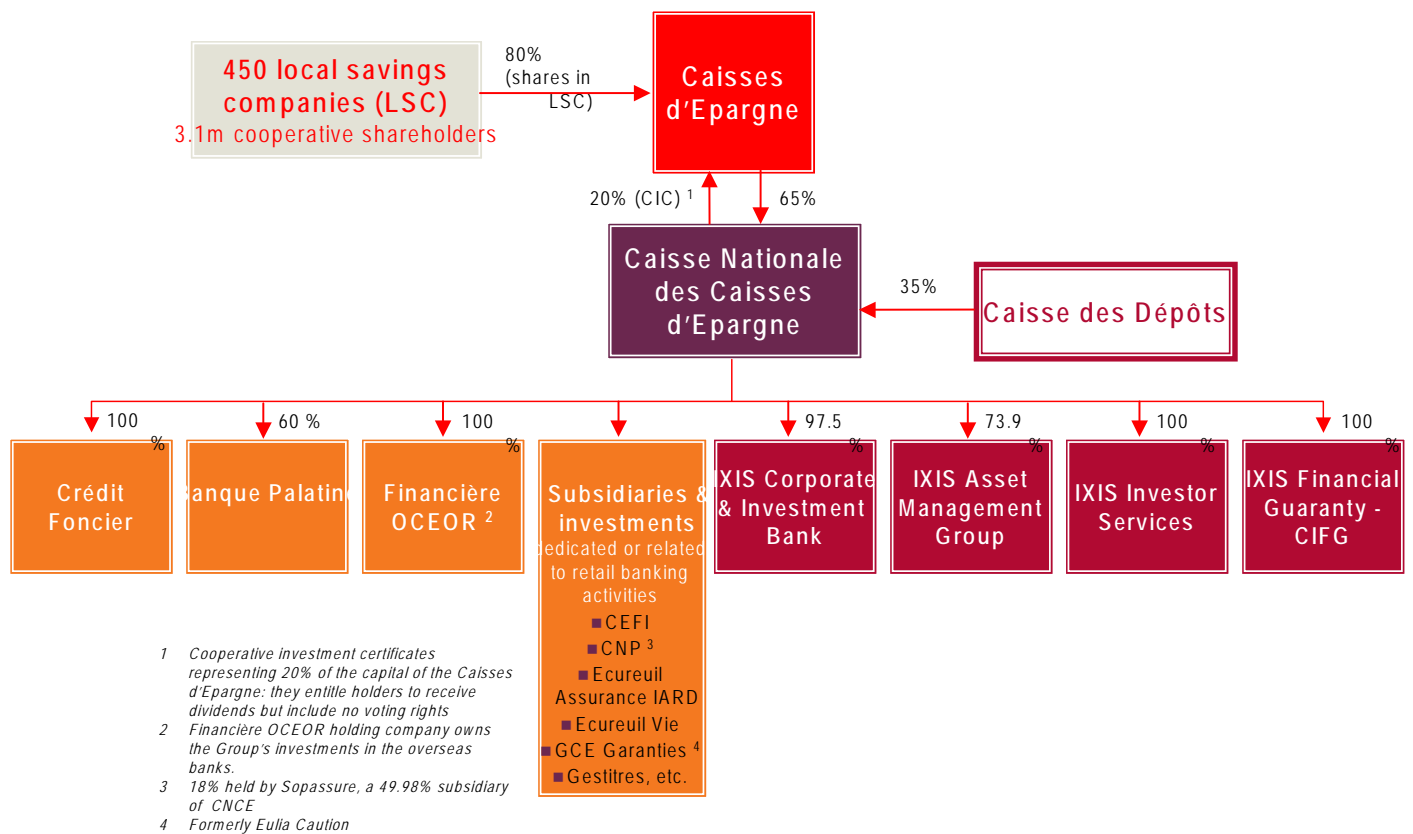 450 local savings
companies (LSC)
3.1m cooperative shareholders
80%
(shares in
LSC)
Caisses
d'Epargne
20% (CIC) 1
65%
Caisse Nationale
des Caisses
d'Epargne
35%
Caisse des Dépôts
100
%
60 %
100
%
97.5
%
73.9
%
100
%
100
%
Crédit
Foncier
Banque Palatine
Financière
OCEOR 2
Subsidiaries &
investments
dedicated or related
to retail banking
activities
■ CEFI
■ CNP 3
■ Ecureuil
Assurance IARD
■ Ecureuil Vie
■ GCE Garanties 4
■ Gestitres, etc.
IXIS Corporate
& Investment
Bank
IXIS Asset
Management
Group
IXIS Investor
Services
IXIS Financial
Guaranty -
CIFG
1 Cooperative investment certificates
representing 20% of the capital of the Caisses
d'Epargne: they entitle holders to receive
dividends but include no voting rights
2 Financière OCEOR holding company owns
the Group's investments in the overseas
banks.
3 18% held by Sopassure, a 49.98% subsidiary
of CNCE
4 Formerly Eulia Caution